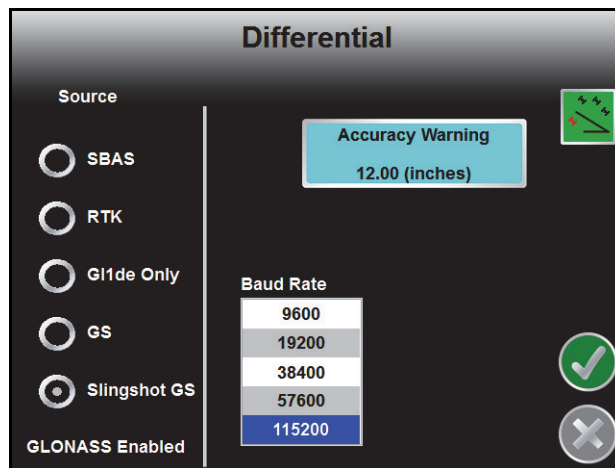 Differential
Source
SBAS
RTK
Gl1de Only
GS
Slingshot GS
GLONASS Enabled
Accuracy Warning
12.00 (inches)
Baud Rate
9600
19200
38400
57600
115200